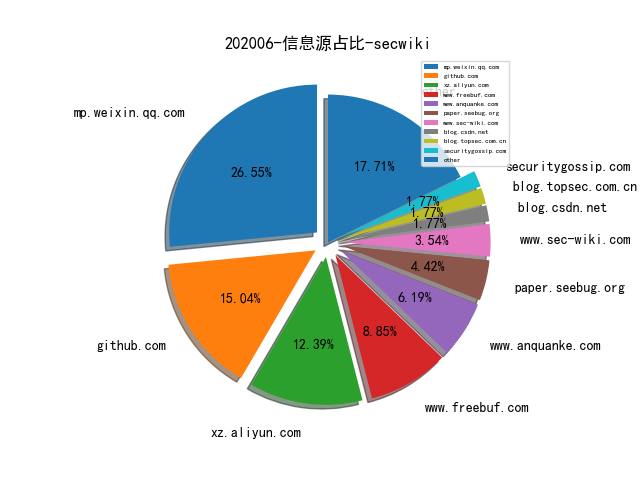 202006-信息源占比-secwiki
mp.weixin.qq.com
github.com
xz.aliyun.com
www.freebuf.com
www.anquanke.com
paper.seebug.org
www.sec-wiki.com
blog.csdn.net
blog.topsec.com.cn
securitygossip.com
other
mp.weixin.qq.com
26.55%
github.com
15.04%
xz.aliyun.com
12.39%
www.freebuf.com
8.85%
www.anquanke.com
6.19%
paper.seebug.org
4.42%
www.sec-wiki.com
3.54%
blog.csdn.net
1.77%
blog.topsec.com.cn
1.77%
securitygossip.com
1.77%
other
17.71%